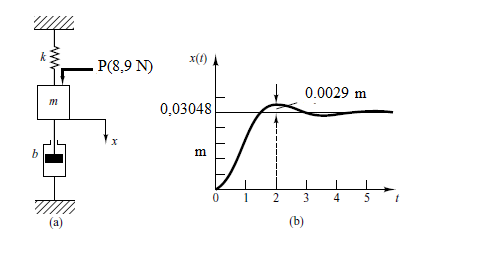 k
P(8,9 N)
m
x
b
(a)
x(t)
0.0029 m
0,03048
m
0 1 2 3 4 5 t
(b)